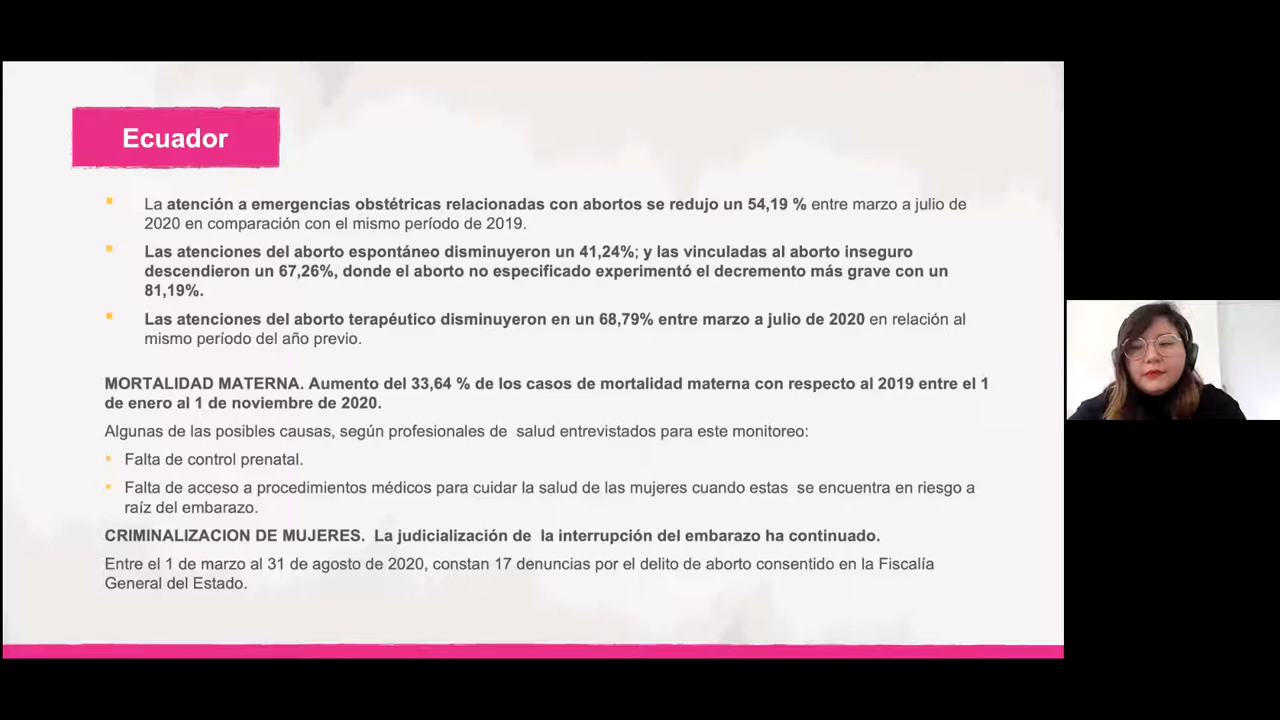 Ecuador
La atención a emergencias obstétricas relacionadas con abortos se redujo un 54,19 % entre marzo a julio de
2020 en comparación con el mismo período de 2019.
Las atenciones del aborto espontáneo disminuyeron un 41,24%; y las vinculadas al aborto inseguro
descendieron un 67,26%, donde el aborto no especificado experimentó el decremento más grave con un
81,19%.
Las atenciones del aborto terapéutico disminuyeron en un 68,79% entre marzo a julio de 2020 en relación al
mismo período del año previo.
MORTALIDAD MATERNA. Aumento del 33,64 % de los casos de mortalidad materna con respecto al 2019 entre el 1
de enero al 1 de noviembre de 2020.
Algunas de las posibles causas, según profesionales de salud entrevistados para este monitoreo:
Falta de control prenatal.
Falta de acceso a procedimientos médicos para cuidar la salud de las mujeres cuando estas se encuentra en riesgo a
raíz del embarazo.
CRIMINALIZACION DE MUJERES. La judicialización de la interrupción del embarazo ha continuado.
Entre el 1 de marzo al 31 de agosto de 2020, constan 17 denuncias por el delito de aborto consentido en la Fiscalía
General del Estado.